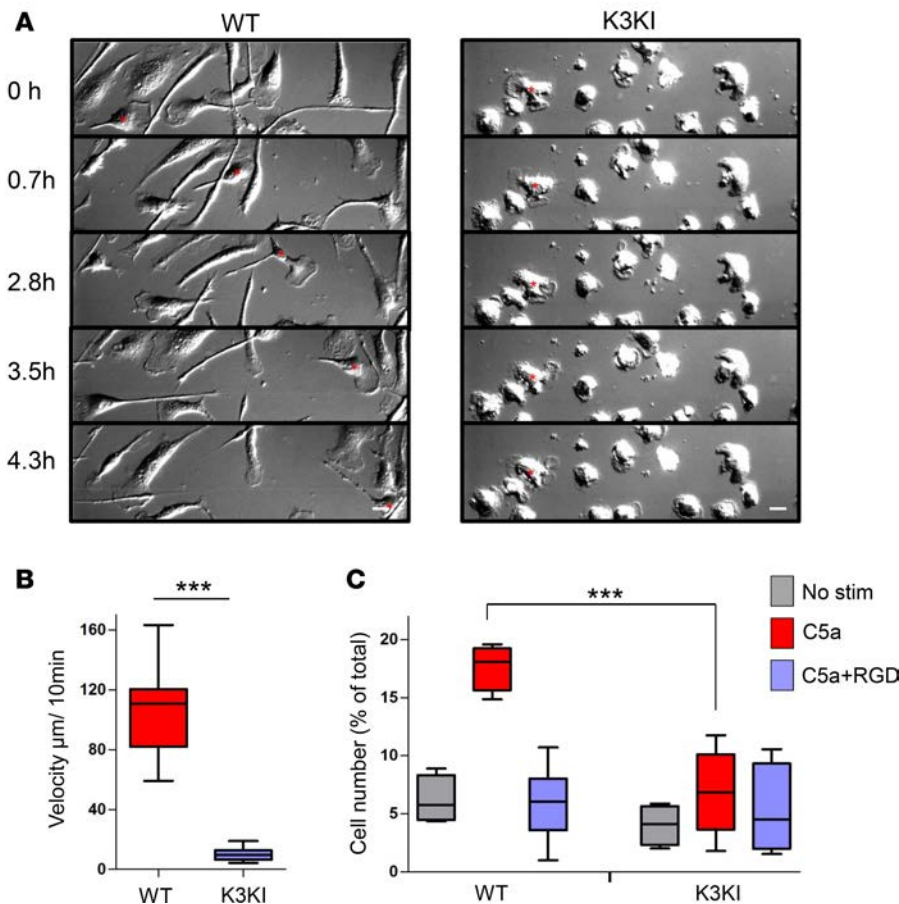 A
WT
K3KI
0 h
0.7h
2.8h
3.5h
4.3h
B
***
Velocity µm/ 10min
160
120
80
40
0
WT
K3KI
C
***
No stim
C5a
C5a+RGD
Cell number (% of total)
20
15
10
5
0
WT
K3KI